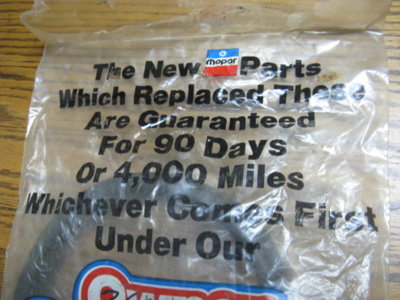 The New mopar Parts
Which Replaced These
Are Guaranteed
For 90 Days
Or 4,000 Miles
Whichever Comes First
Under Our